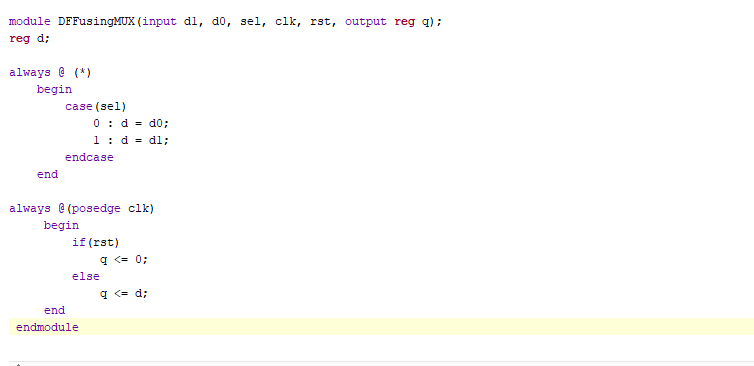 module DFFusingMUX(input d1, d0, sel, clk, rst, output reg q);
reg d;
always @ (*)
begin
case(sel)
0 : d = d0;
1 : d = d1;
endcase
end
always @(posedge clk)
begin
if(rst)
q <= 0;
else
q <= d;
end
endmodule